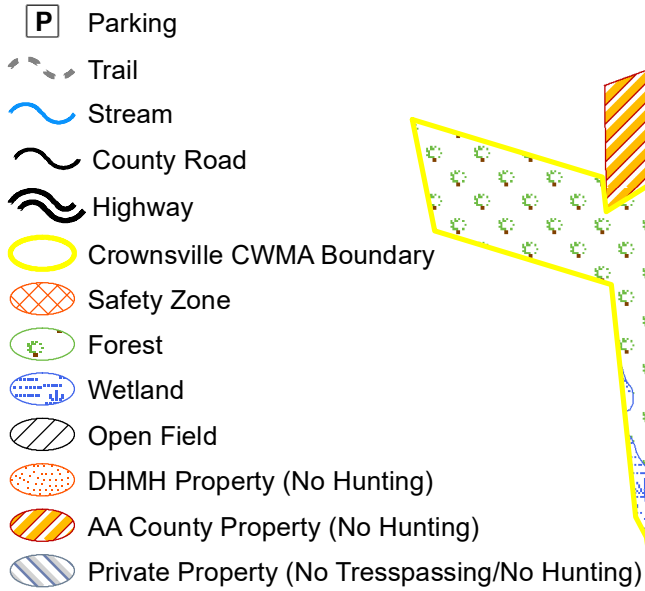 P Parking
Trail
Stream
County Road
Highway
Crownsville CWMA Boundary
Safety Zone
Forest
Wetland
Open Field
DHMH Property (No Hunting)
AA County Property (No Hunting)
Private Property (No Tresspassing/No Hunting)